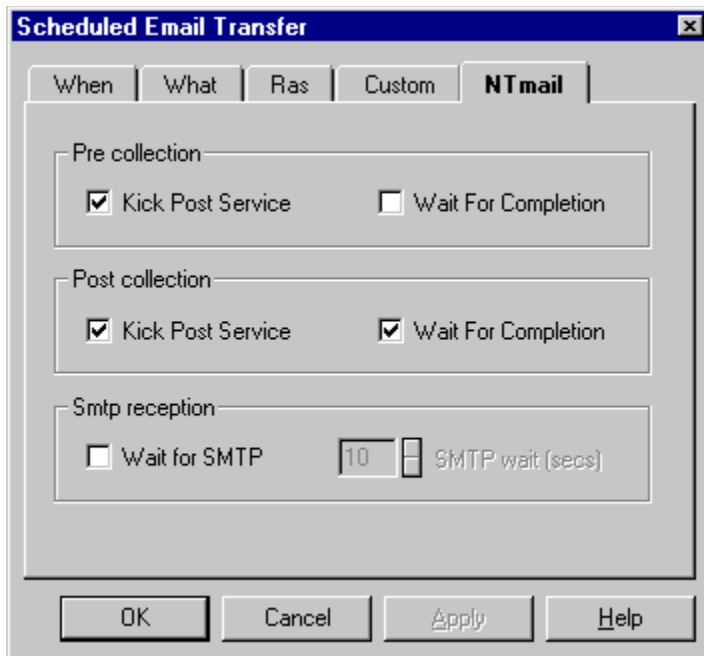 Scheduled Email Transfer
When What Ras Custom NTmail
Pre collection
Kick Post Service Wait For Completion
Post collection
Kick Post Service Wait For Completion
Smtp reception
Wait for SMTP 10 SMTP wait (secs)
OK Cancel Apply Help